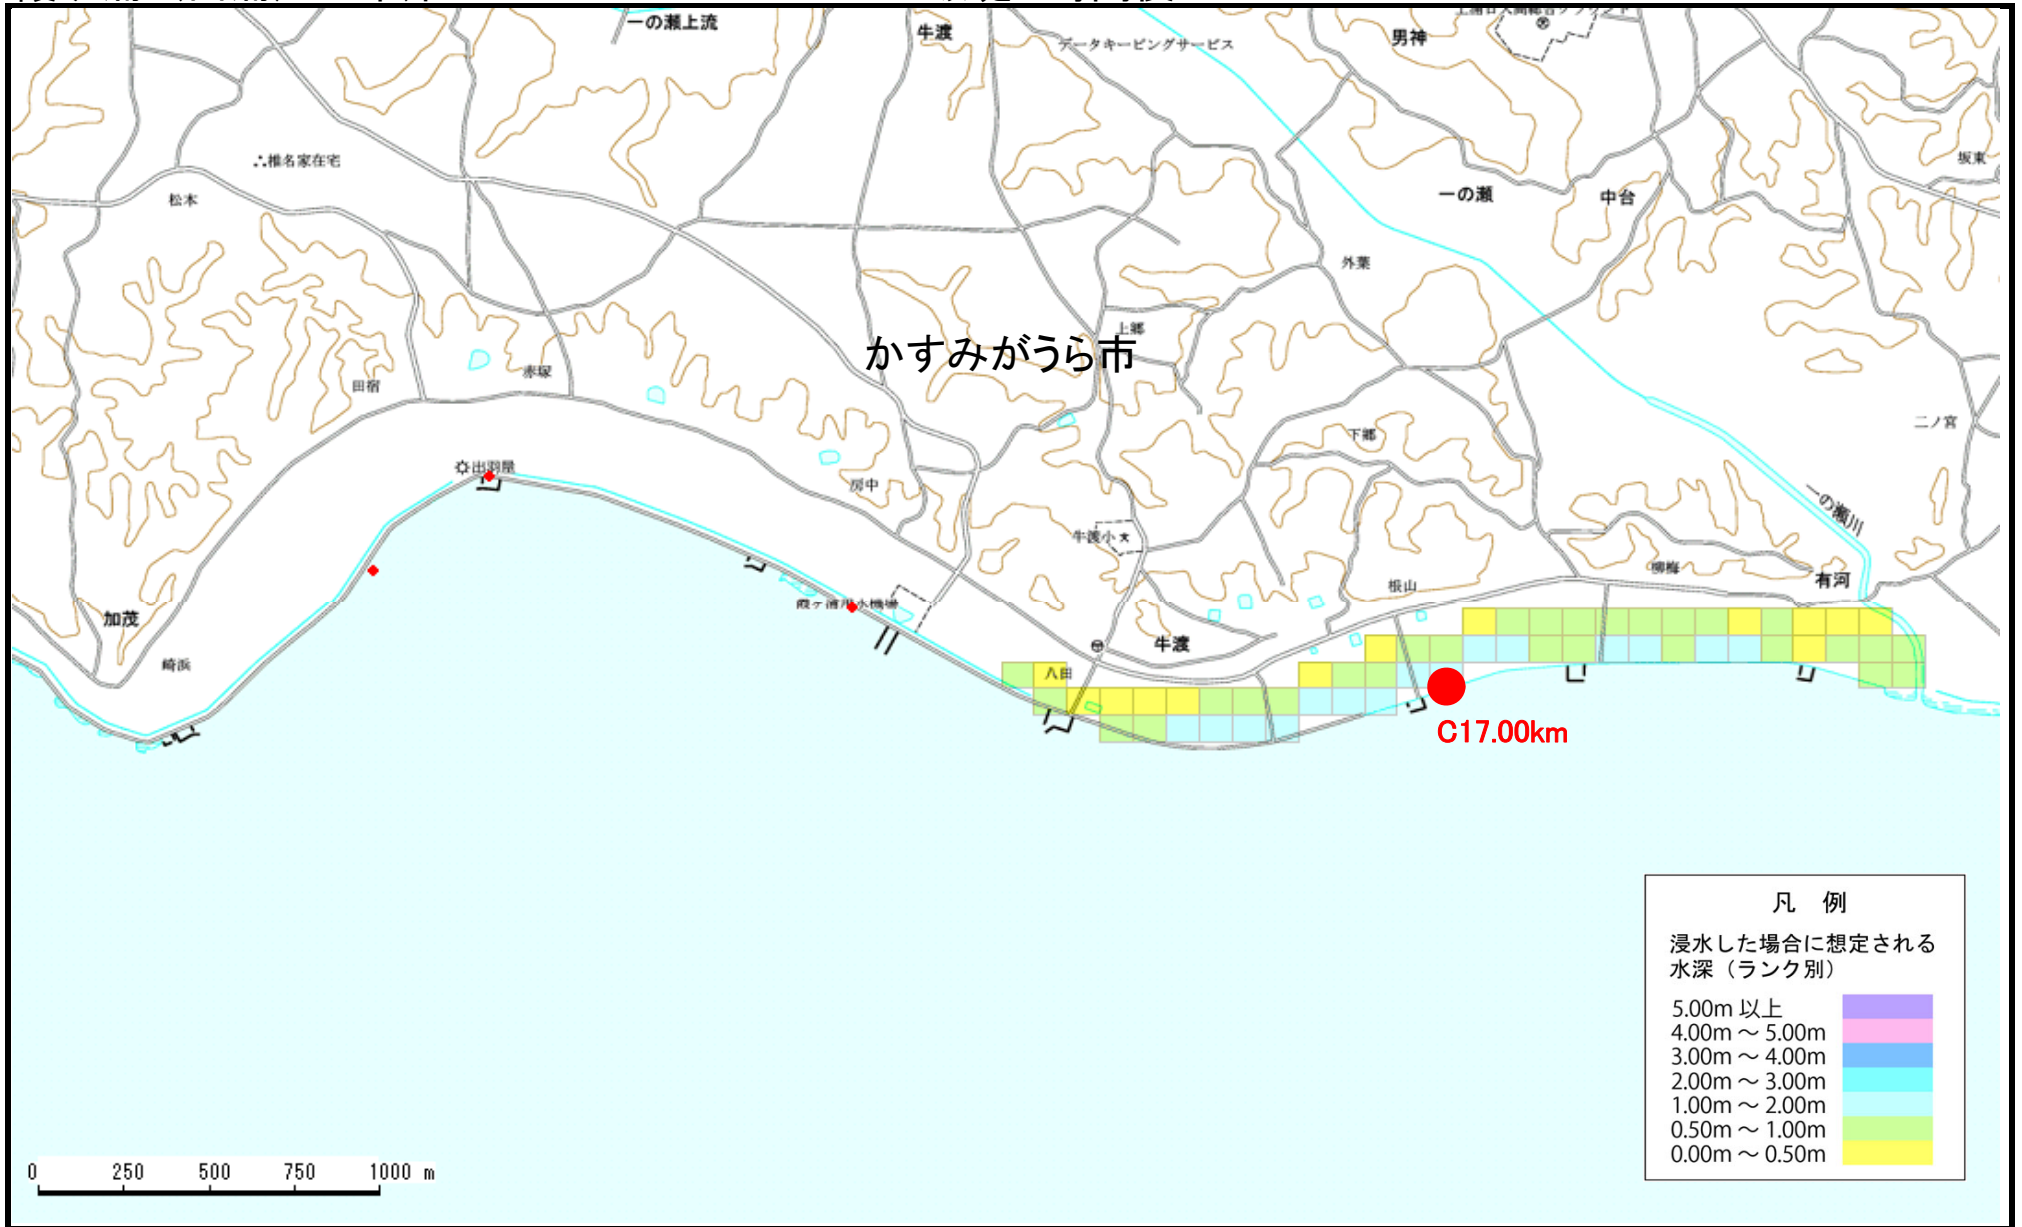 一の瀬上流
牛渡
データキーピングサービス
男神
坂東
椎名家在宅
松本
一の瀬
中台
外葉
上郷
かすみがうら市
赤塚
田宿
二ノ宮
下郷
出羽屋
房中
一の瀬川
牛渡小
柳梅
有河
根山
霞ヶ浦用水機場
加茂
牛渡
崎浜
八田
C17.00km
凡 例
浸水した場合に想定される
水深（ランク別）
5.00m 以上
4.00m ～ 5.00m
3.00m ～ 4.00m
2.00m ～ 3.00m
1.00m ～ 2.00m
0.50m ～ 1.00m
0.00m ～ 0.50m
0 250 500 750 1000 m